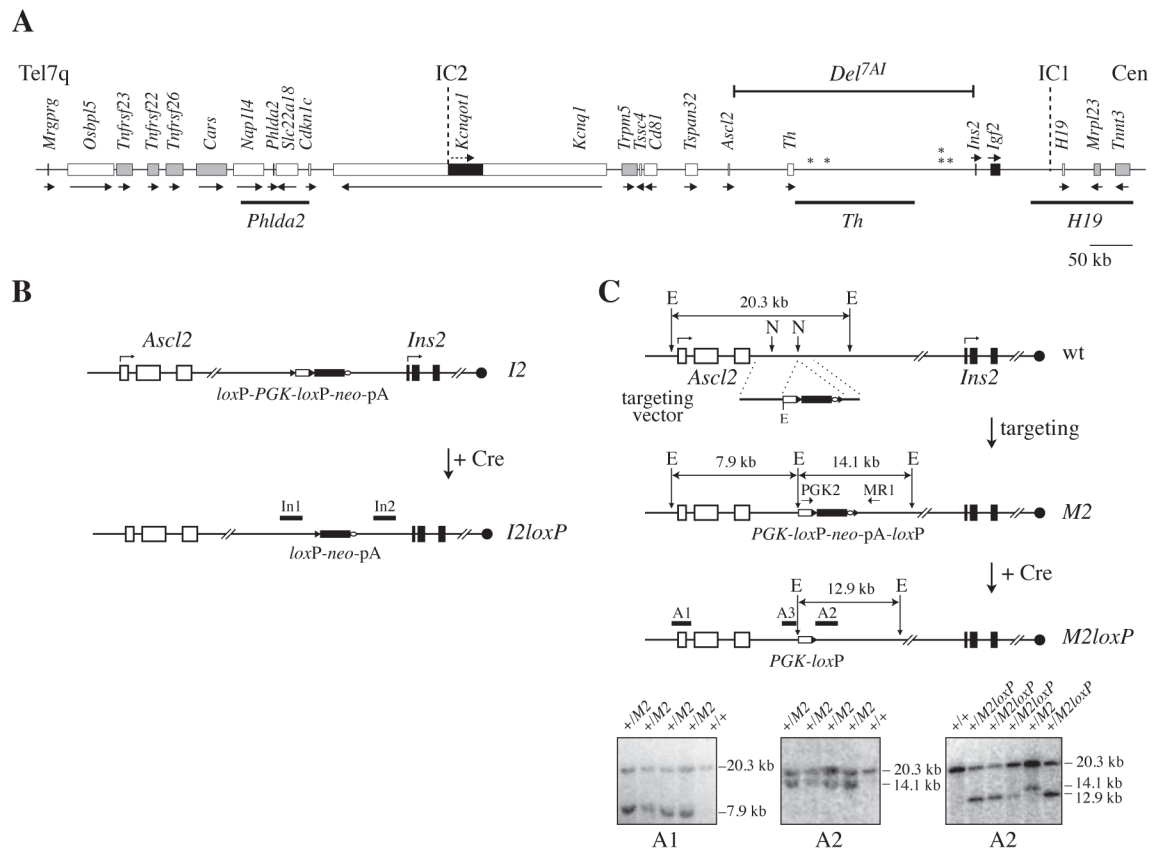 A
Tel7q IC2 Del7AI IC1 Cen
Mrgprg Osbpl5 Tnfrsf23 Tnfrsf22 Tnfrsf26 Cars Nap1l4 Phlda2 Slc22a18 Cdkn1c Kcnqot1 Kcnq1 Trpm5 Tssc4 Cd81 Tspan32 Ascl2 Th Ins2 Igf2 H19 Mrpl23 Tnnt3
* * * **
Phlda2 Th H19
50 kb
B
Ascl2 Ins2
I2
loxP-PGK-loxP-neo-pA
+ Cre
In1 In2
I2loxP
loxP-neo-pA
C
E 20.3 kb E
N N
wt
Ascl2 Ins2
targeting
vector
E
targeting
E 7.9 kb E 14.1 kb E
PGK2 MR1
M2
PGK-loxP-neo-pA-loxP
+ Cre
E 12.9 kb E
A1 A3 A2
M2loxP
PGK-loxP
+/M2 +/M2 +/M2 +/M2 +/+
–20.3 kb
–7.9 kb
A1
+/M2 +/M2 +/M2 +/M2 +/+
– 20.3 kb
– 14.1 kb
A2
+/+ +/M2loxP +/M2loxP +/M2loxP +/M2 +/M2loxP
– 20.3 kb
– 14.1 kb
– 12.9 kb
A2